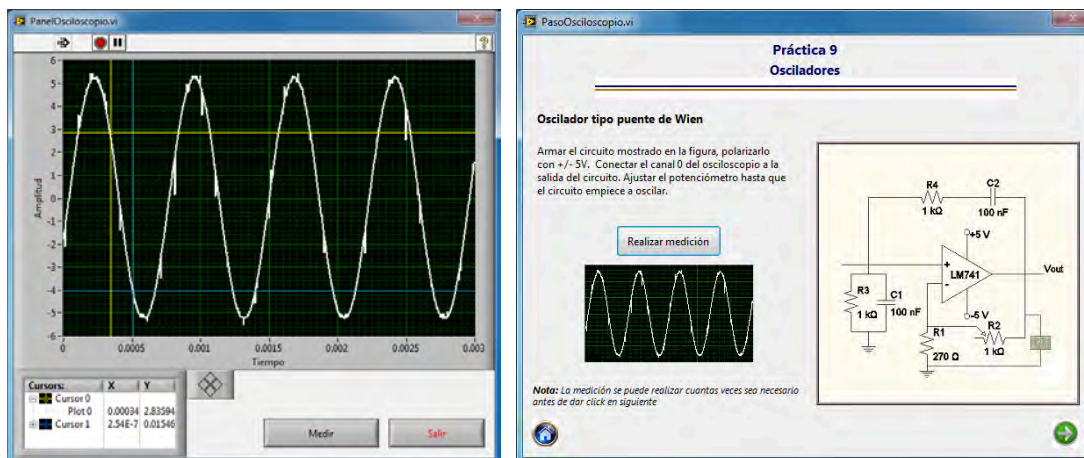 PanelOsciloscopio.vi
?
Amplitud
6
5
4
3
2
1
0
-1
-2
-3
-4
-5
-6
0 0.0005 0.001 0.0015 0.002 0.0025 0.003
Tiempo
Cursors: X Y
Cursor 0
Plot 0 0.00034 2.83594
Cursor 1 2.54E-7 0.01546
Medir
Salir
PasoOsciloscopio.vi
Práctica 9
Osciladores
Oscilador tipo puente de Wien
Armar el circuito mostrado en la figura, polarizarlo
con +/- 5V. Conectar el canal 0 del osciloscopio a la
salida del circuito. Ajustar el potenciómetro hasta que
el circuito empiece a oscilar.
Realizar medición
Nota: La medición se puede realizar cuantas veces sea necesario
antes de dar click en siguiente
R4
1 kΩ
C2
100 nF
+5 V
+
-
LM741
Vout
R3
1 kΩ
C1
100 nF
-5 V
R1
270 Ω
R2
1 kΩ